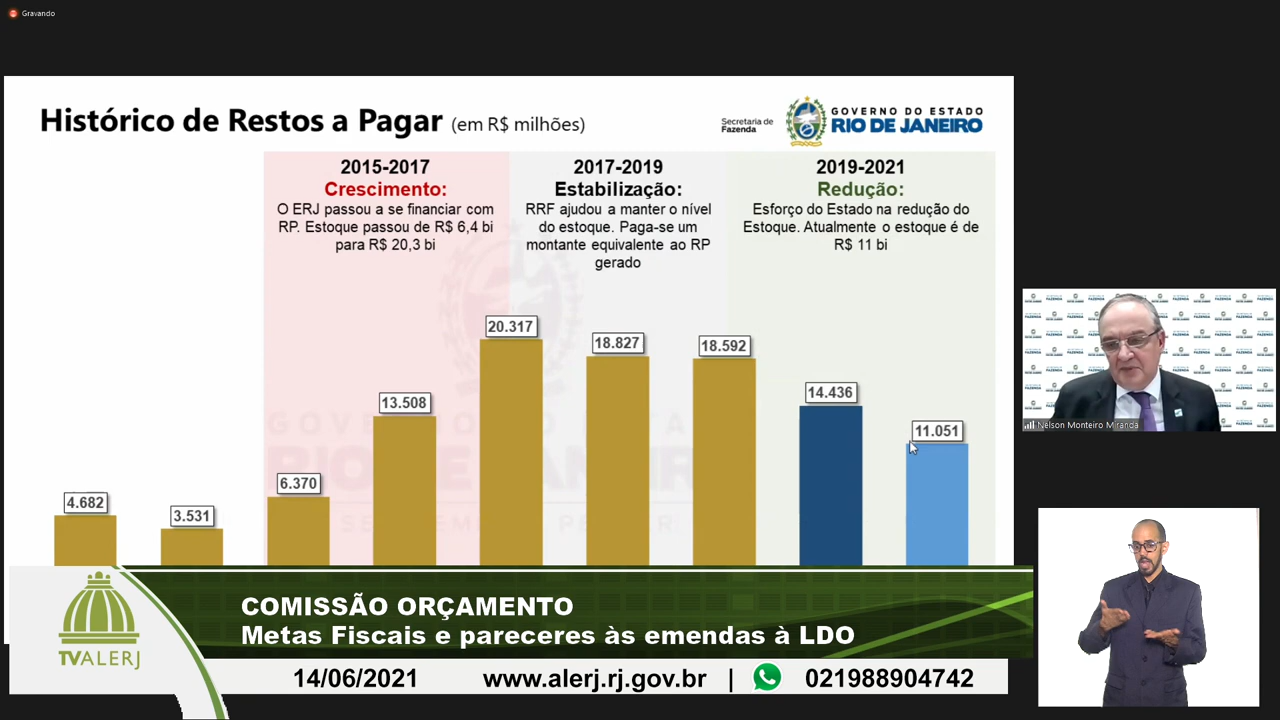 Gravando
Histórico de Restos a Pagar (em R$ milhões)
Secretaria de
Fazenda
GOVERNO DO ESTADO
RIO DE JANEIRO
2015-2017
Crescimento:
O ERJ passou a se financiar com
RP. Estoque passou de R$ 6,4 bi
para R$ 20,3 bi
2017-2019
Estabilização:
RRF ajudou a manter o nível
do estoque. Paga-se um
montante equivalente ao RP
gerado
2019-2021
Redução:
Esforço do Estado na redução do
Estoque. Atualmente o estoque é de
R$ 11 bi
4.682
3.531
6.370
13.508
20.317
18.827
18.592
14.436
11.051
Nelson Monteiro Miranda
TVALERJ
COMISSÃO ORÇAMENTO
Metas Fiscais e pareceres às emendas à LDO
14/06/2021 www.alerj.rj.gov.br | 021988904742